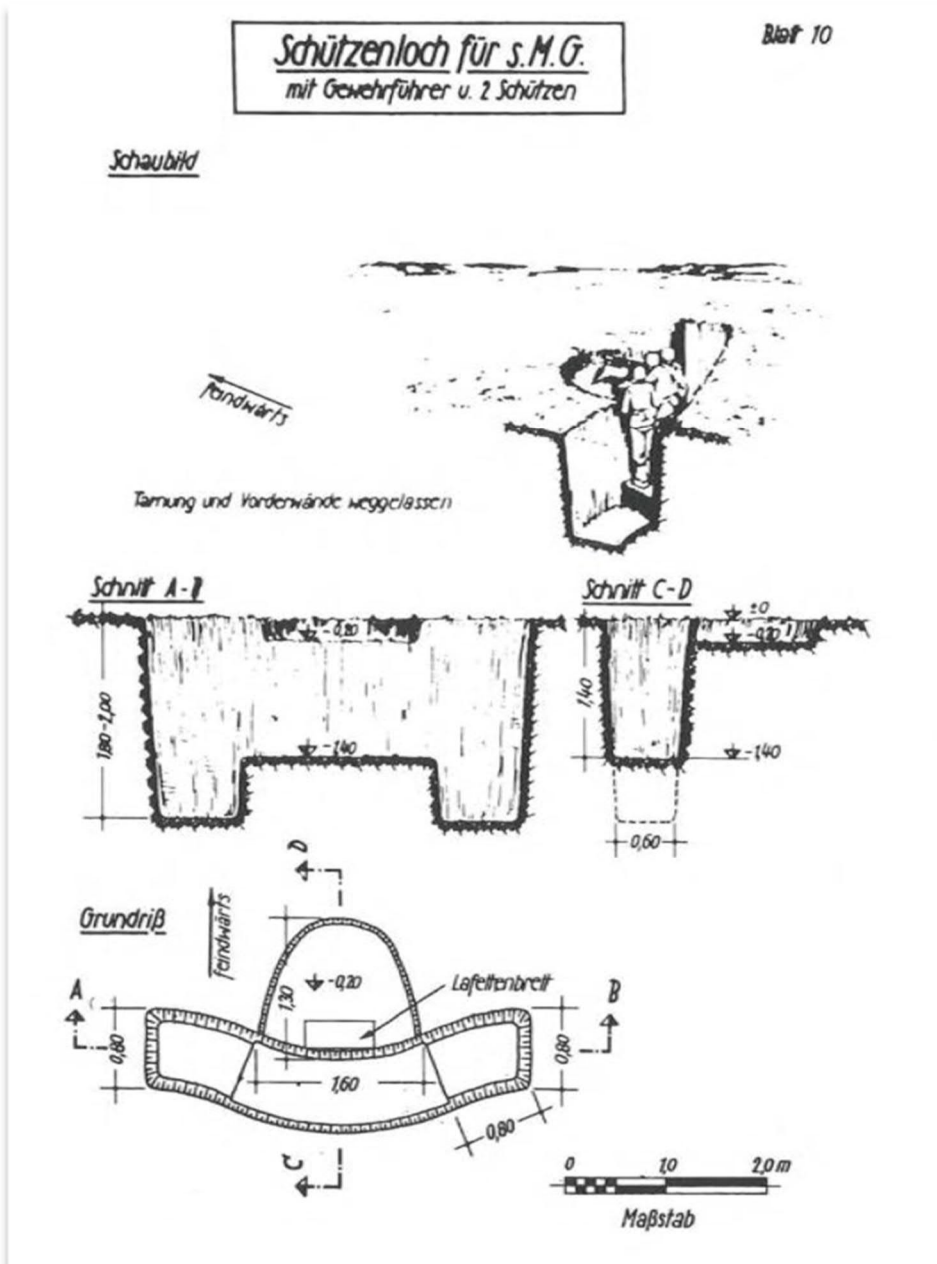 Blatt 10
Schützenloch für s.M.G.
mit Gewehrführer u. 2 Schützen
Schaubild
feindwärts
Tarnung und Vorderwände weggelassen
Schnitt A-B
Schnitt C-D
±0
-0,20
-0,20
1,80-2,00
1,40
-1,40
-1,40
0,60
D
Grundriß
feindwärts
A
B
-0,20
Lafettenbrett
1,30
0,80
0,80
1,60
0,80
C
0 1,0 2,0 m
Maßstab